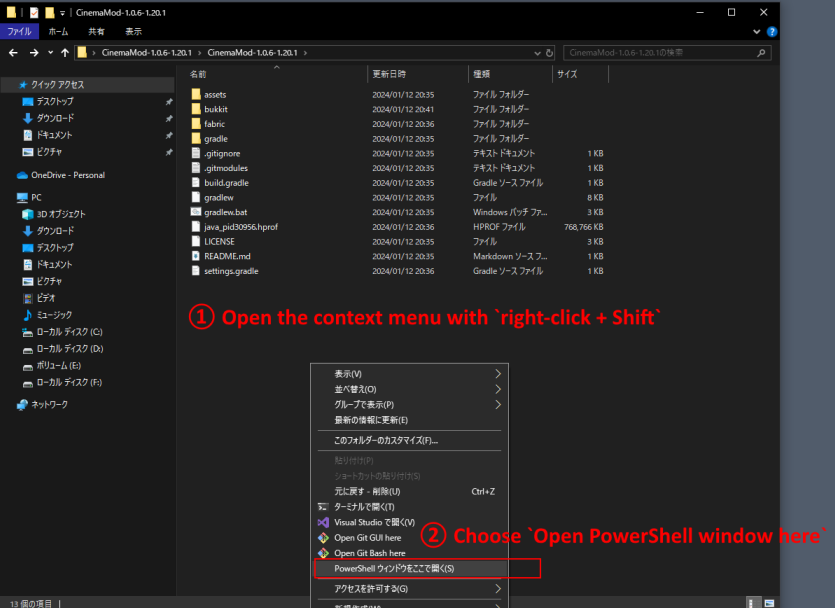 CinemaMod-1.0.6-1.20.1
ファイル ホーム 共有 表示
CinemaMod-1.0.6-1.20.1 › CinemaMod-1.0.6-1.20.1 ›
CinemaMod-1.0.6-1.20.1の検索
クイック アクセス
デスクトップ
ダウンロード
ドキュメント
ピクチャ
OneDrive - Personal
PC
3D オブジェクト
ダウンロード
デスクトップ
ドキュメント
ピクチャ
ビデオ
ミュージック
ローカル ディスク (C:)
ローカル ディスク (D:)
ボリューム (E:)
ローカル ディスク (F:)
ネットワーク
名前 更新日時 種類 サイズ
assets 2024/01/12 20:35 ファイル フォルダー
bukkit 2024/01/12 20:41 ファイル フォルダー
fabric 2024/01/12 20:36 ファイル フォルダー
gradle 2024/01/12 20:35 ファイル フォルダー
.gitignore 2024/01/12 20:35 テキスト ドキュメント 1 KB
.gitmodules 2024/01/12 20:35 テキスト ドキュメント 1 KB
build.gradle 2024/01/12 20:35 Gradle ソース ファイル 1 KB
gradlew 2024/01/12 20:35 ファイル 8 KB
gradlew.bat 2024/01/12 20:35 Windows バッチ ファ... 3 KB
java_pid30956.hprof 2024/01/12 20:36 HPROF ファイル 768,766 KB
LICENSE 2024/01/12 20:35 ファイル 3 KB
README.md 2024/01/12 20:35 Markdown ソース フ... 1 KB
settings.gradle 2024/01/12 20:36 Gradle ソース ファイル 1 KB
① Open the context menu with `right-click + Shift`
表示(V)
並べ替え(O)
グループで表示(P)
最新の情報に更新(E)
このフォルダーのカスタマイズ(F)...
貼り付け(P)
ショートカットの貼り付け(S)
元に戻す - 削除(U) Ctrl+Z
ターミナルで開く(T)
Visual Studio で開く(V)
② Choose `Open PowerShell window here`
Open Git GUI here
Open Git Bash here
PowerShell ウィンドウをここで開く(S)
アクセスを許可する(G)
新規作成(W)
13 個の項目